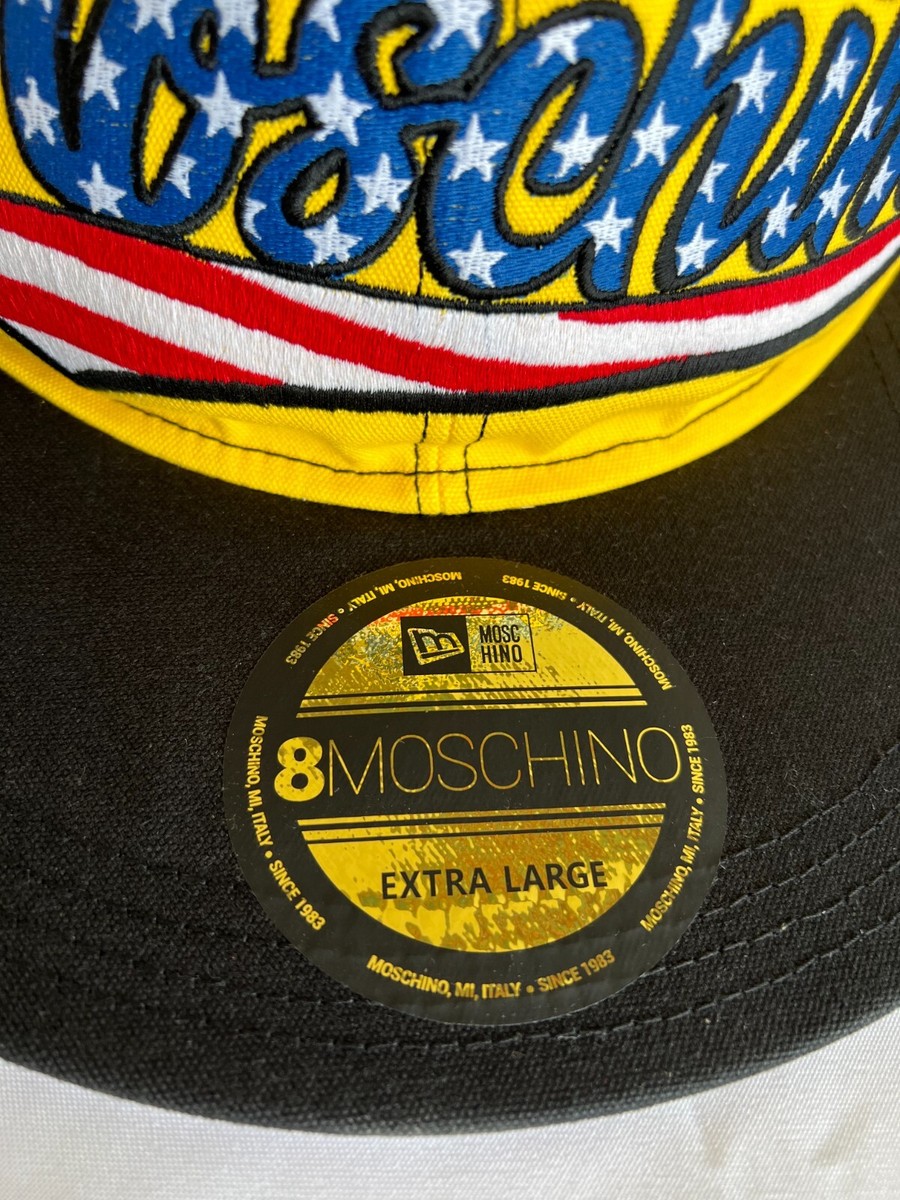 oschin
MOSCHINO, MI, ITALY • SINCE 1983
MOSCHINO, MI, ITALY • SINCE 1983
MOSC
HINO
8MOSCHINO
EXTRA LARGE
MOSCHINO, MI, ITALY • SINCE 1983
MOSCHINO, MI, ITALY • SINCE 1983
MOSCHINO, MI, ITALY • SINCE 1983